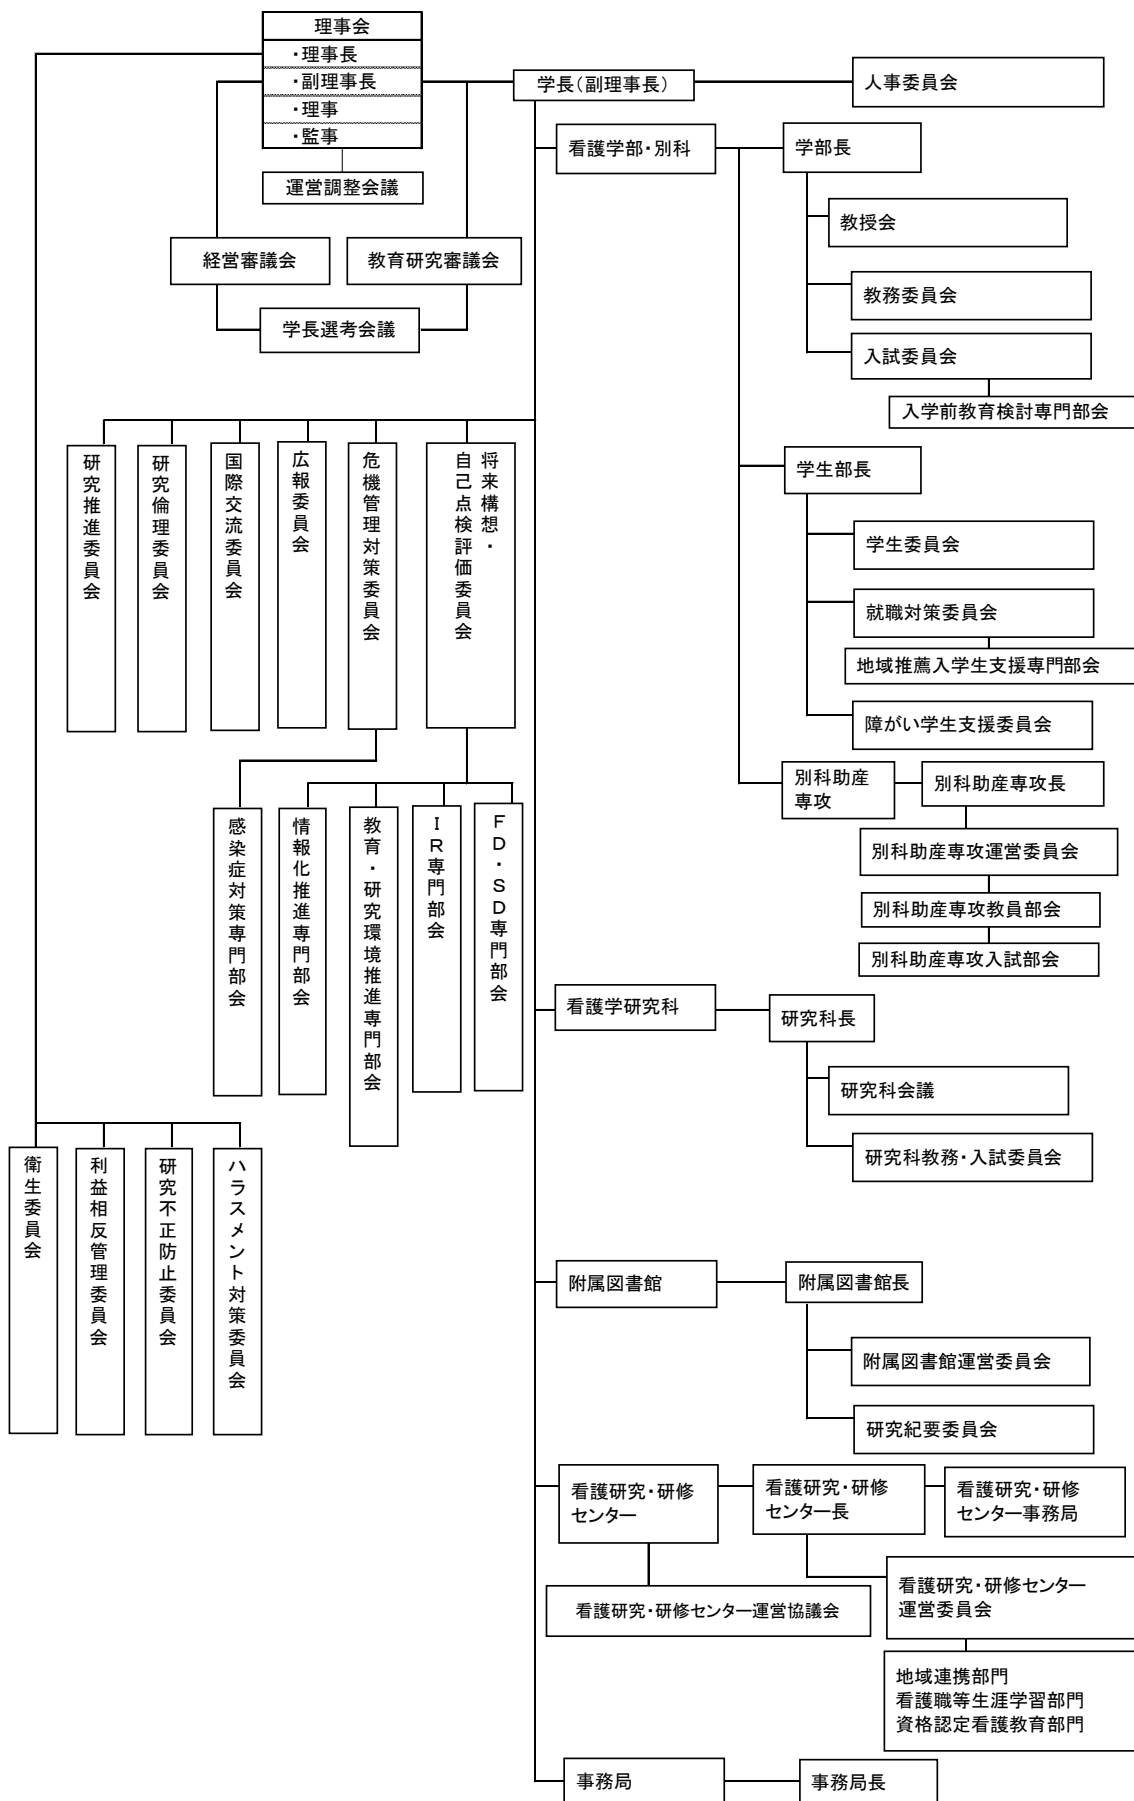 理事会
・理事長
・副理事長
・理事
・監事
運営調整会議
経営審議会
教育研究審議会
学長選考会議
学長(副理事長)
人事委員会
看護学部・別科
学部長
教授会
教務委員会
入試委員会
入学前教育検討専門部会
学生部長
学生委員会
就職対策委員会
地域推薦入学生支援専門部会
障がい学生支援委員会
別科助産
専攻
別科助産専攻長
別科助産専攻運営委員会
別科助産専攻教員部会
別科助産専攻入試部会
研究推進委員会
研究倫理委員会
国際交流委員会
広報委員会
危機管理対策委員会
将来構想・
自己点検評価委員会
感染症対策専門部会
情報化推進専門部会
教育・研究環境推進専門部会
IR専門部会
FD・SD専門部会
衛生委員会
利益相反管理委員会
研究不正防止委員会
ハラスメント対策委員会
看護学研究科
研究科長
研究科会議
研究科教務・入試委員会
附属図書館
附属図書館長
附属図書館運営委員会
研究紀要委員会
看護研究・研修
センター
看護研究・研修
センター長
看護研究・研修
センター事務局
看護研究・研修センター運営協議会
看護研究・研修センター
運営委員会
地域連携部門
看護職等生涯学習部門
資格認定看護教育部門
事務局
事務局長